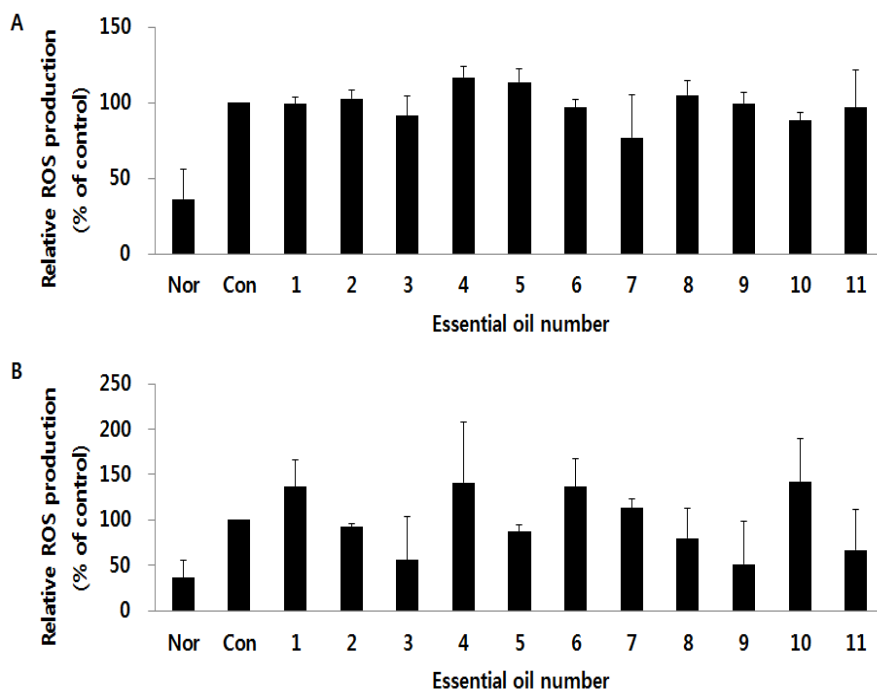 A
Relative ROS production
(% of control)
150
100
50
0
Nor Con 1 2 3 4 5 6 7 8 9 10 11
Essential oil number
B
Relative ROS production
(% of control)
250
200
150
100
50
0
Nor Con 1 2 3 4 5 6 7 8 9 10 11
Essential oil number